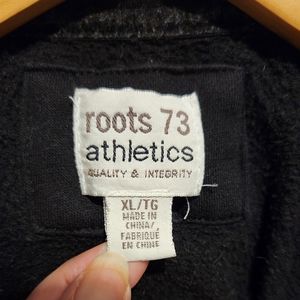 roots 73
athletics
QUALITY & INTEGRITY
XL/TG
MADE IN
CHINA/
FABRIQUÉ
EN CHINE